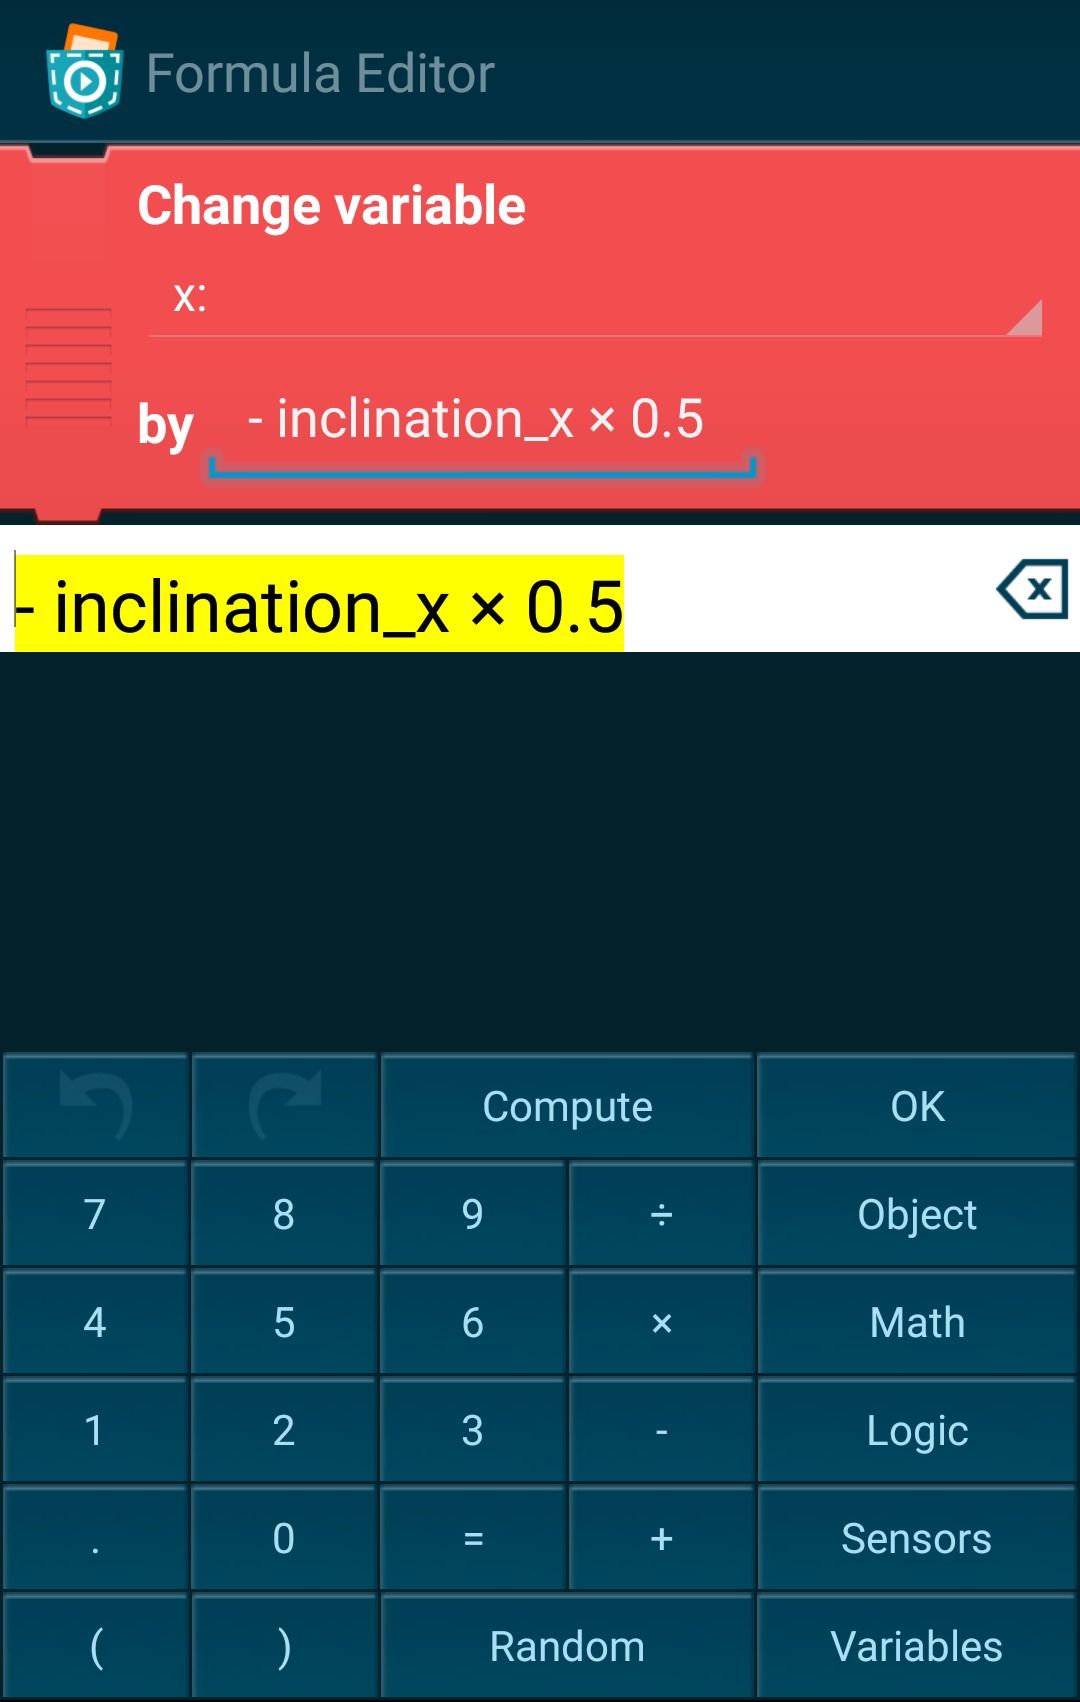 Formula Editor
Change variable
x:
by - inclination_x × 0.5
- inclination_x × 0.5
x
Compute OK
7 8 9 ÷ Object
4 5 6 × Math
1 2 3 - Logic
. 0 = + Sensors
( ) Random Variables